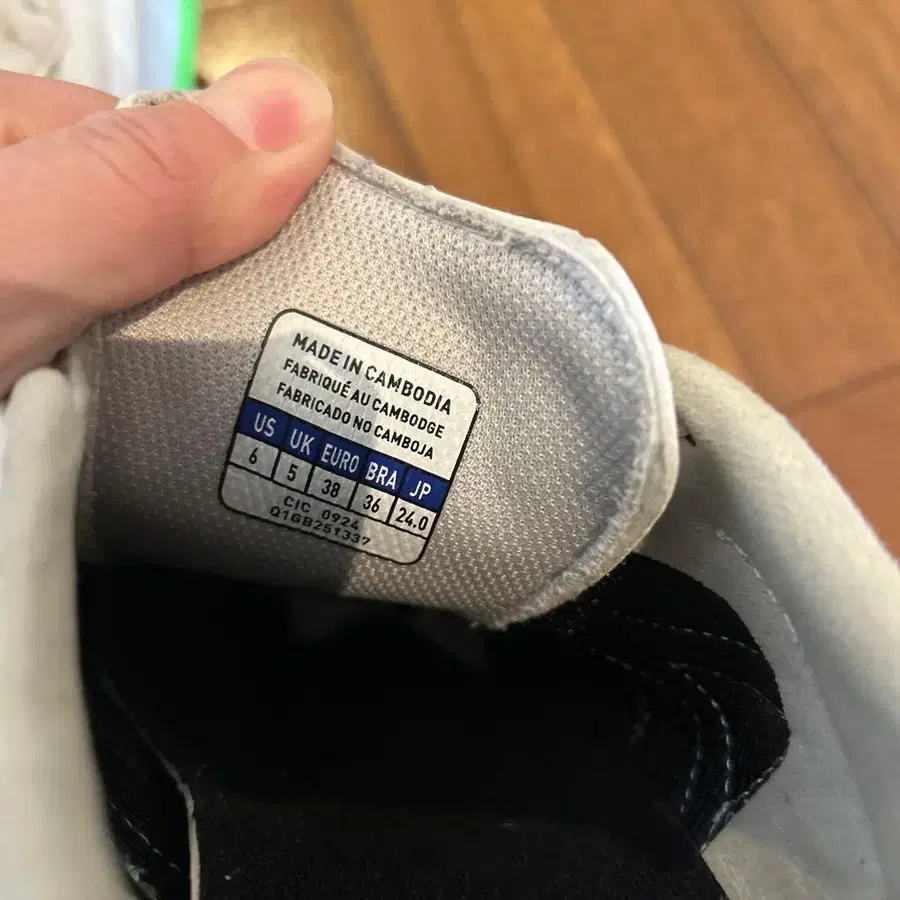 MADE IN CAMBODIA
FABRIQUÉ AU CAMBODGE
FABRICADO NO CAMBOJA
US UK EURO BRA JP
6 5 38 36 24.0
CIC 0924
Q1GB251337